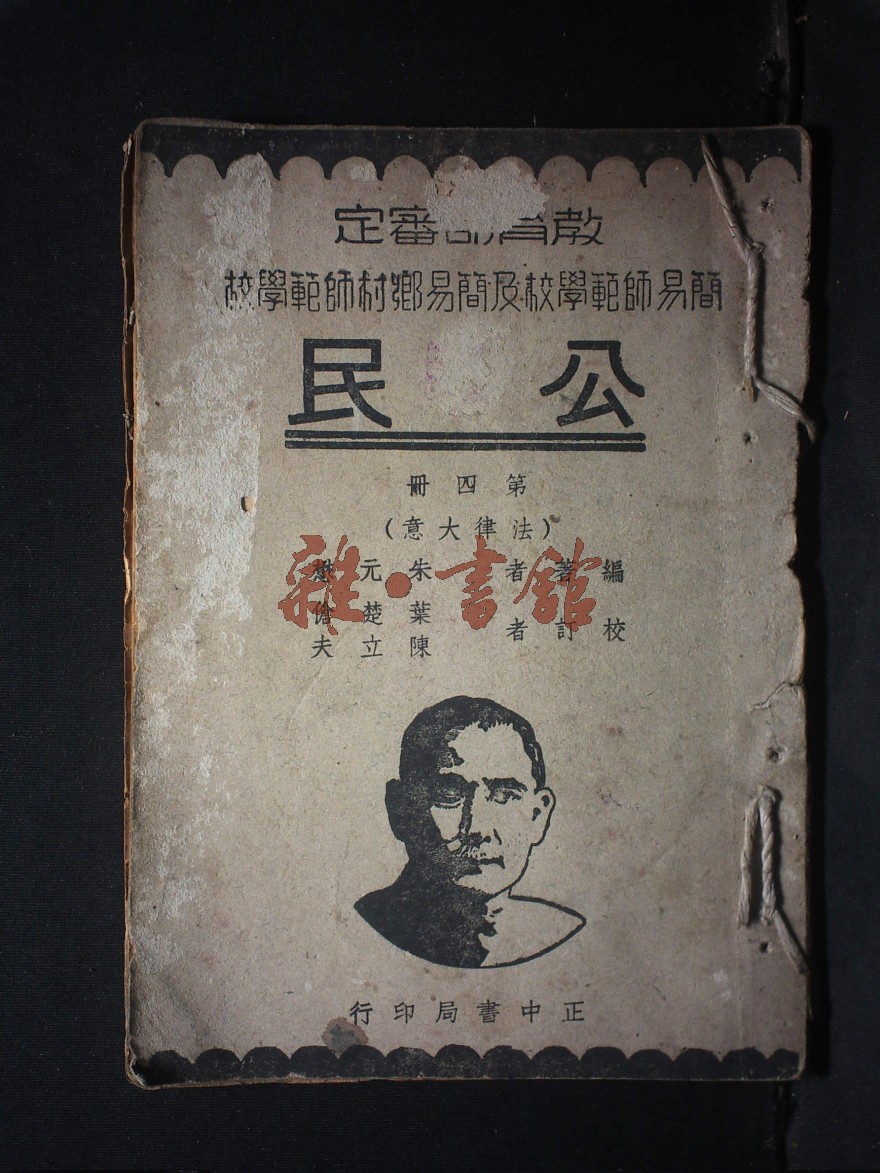 教育部審定
簡易師範學校及簡易鄉村師範學校
公民
第四冊
（法律大意）
編著者 朱元懋
校訂者 葉楚傖
陳立夫
雜·書館
正中書局印行